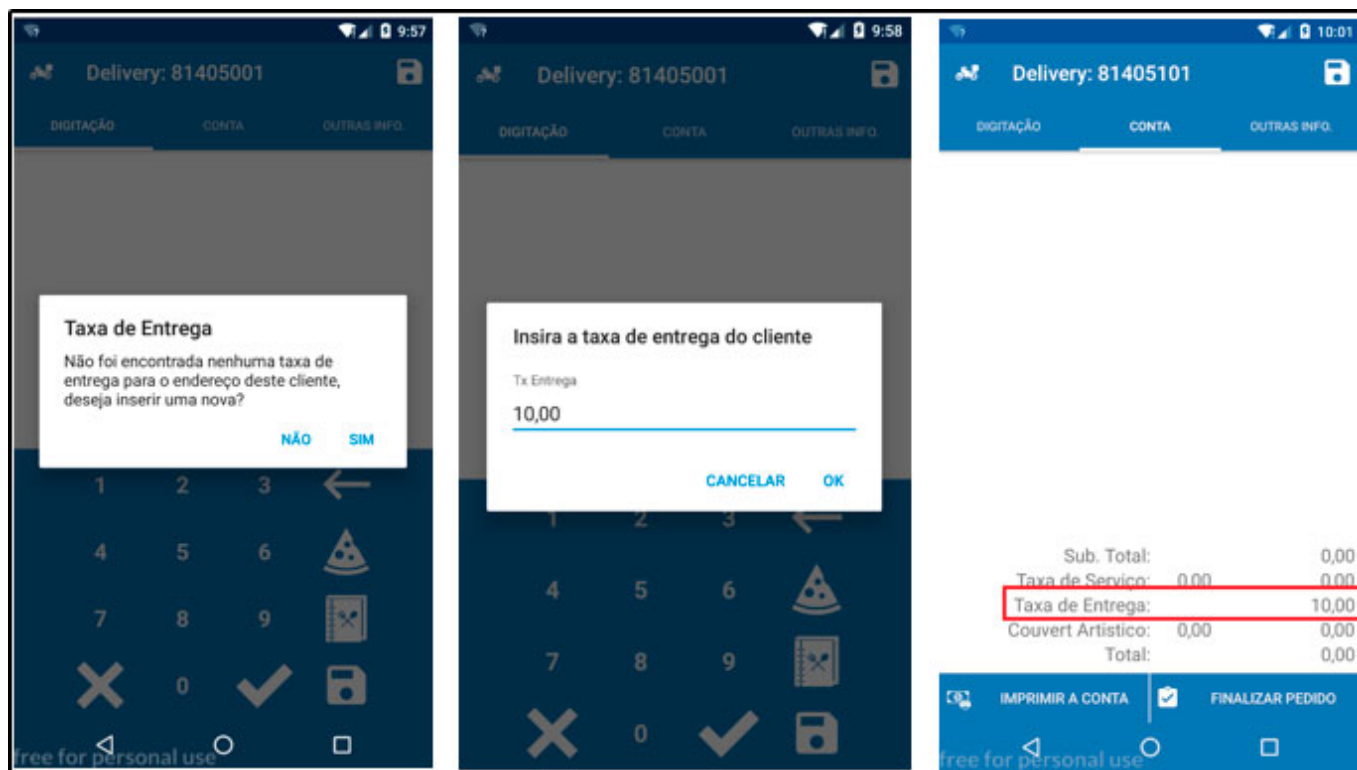 9:57
Delivery: 81405001
DIGITAÇÃO CONTA OUTRAS INFO.
Taxa de Entrega
Não foi encontrada nenhuma taxa de
entrega para o endereço deste cliente,
deseja inserir uma nova?
NÃO SIM
1 2 3
4 5 6
7 8 9
0
free for personal use
9:58
Delivery: 81405001
DIGITAÇÃO CONTA OUTRAS INFO.
Insira a taxa de entrega do cliente
Tx Entrega
10,00
CANCELAR OK
1 2 3
4 5 6
7 8 9
0
10:01
Delivery: 81405101
DIGITAÇÃO CONTA OUTRAS INFO.
Sub. Total: 0,00
Taxa de Serviço: 0,00 0,00
Taxa de Entrega: 10,00
Couvert Artistico: 0,00 0,00
Total: 0,00
IMPRIMIR A CONTA FINALIZAR PEDIDO
free for personal use